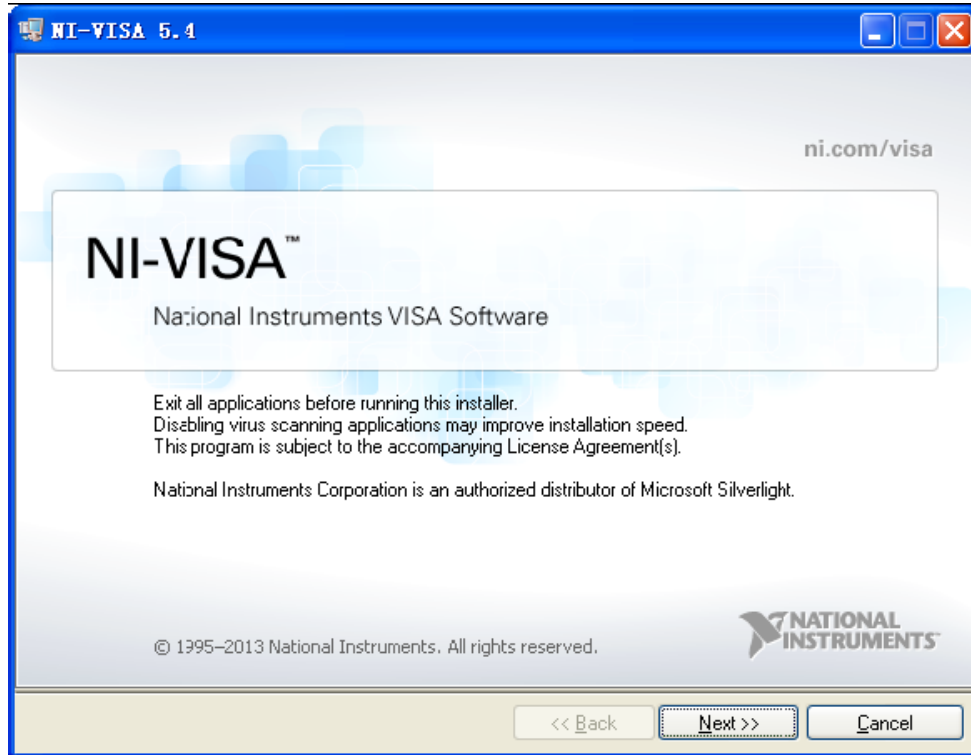 NI-VISA 5.4
ni.com/visa
NI-VISA™
National Instruments VISA Software
Exit all applications before running this installer.
Disabling virus scanning applications may improve installation speed.
This program is subject to the accompanying License Agreement(s).
National Instruments Corporation is an authorized distributor of Microsoft Silverlight.
© 1995–2013 National Instruments. All rights reserved.
NATIONAL
INSTRUMENTS™
<< Back Next >> Cancel